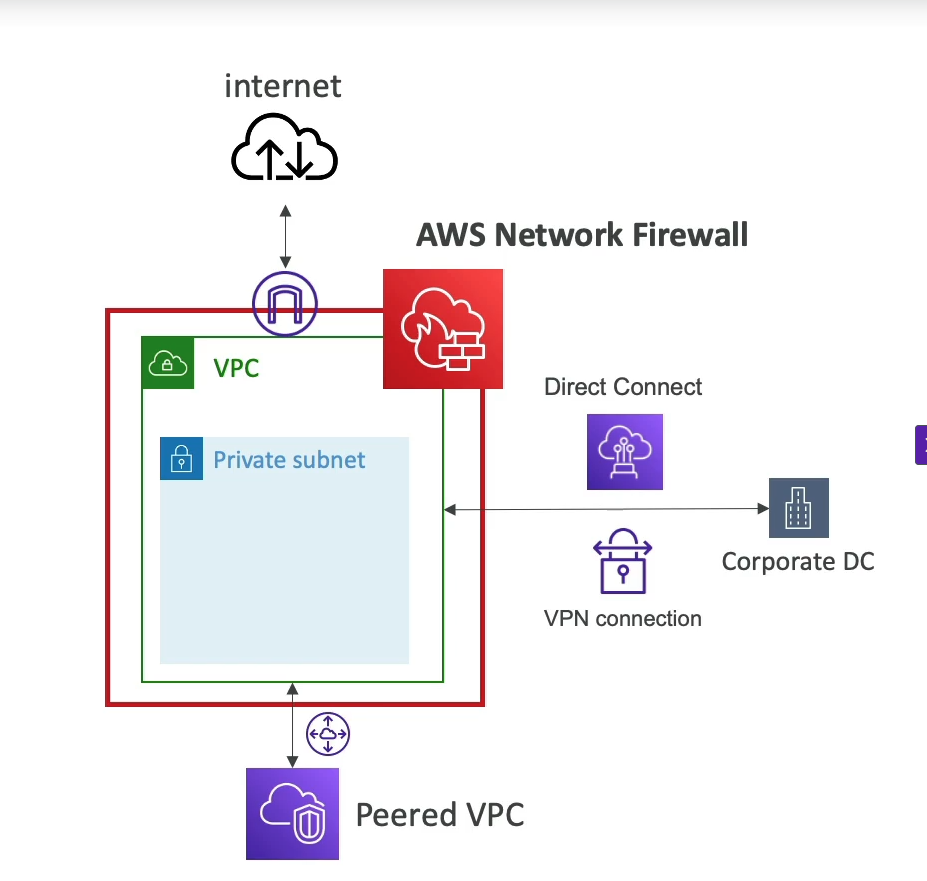 internet
AWS Network Firewall
VPC
Direct Connect
Private subnet
Corporate DC
VPN connection
Peered VPC